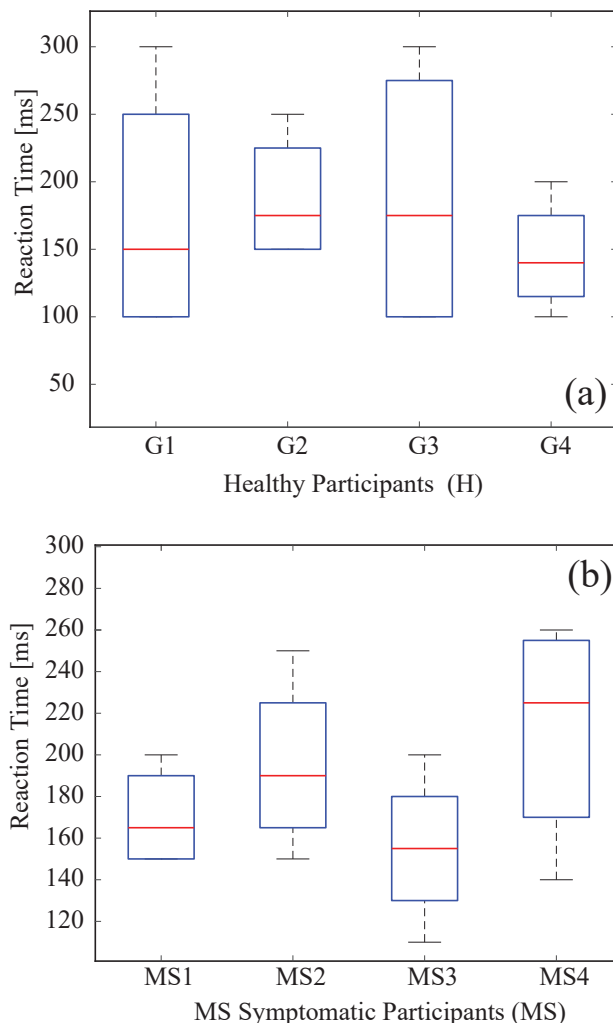 300
250
200
150
100
50
Reaction Time [ms]
(a)
G1 G2 G3 G4
Healthy Participants (H)
300
280
260
240
220
200
180
160
140
120
Reaction Time [ms]
(b)
MS1 MS2 MS3 MS4
MS Symptomatic Participants (MS)